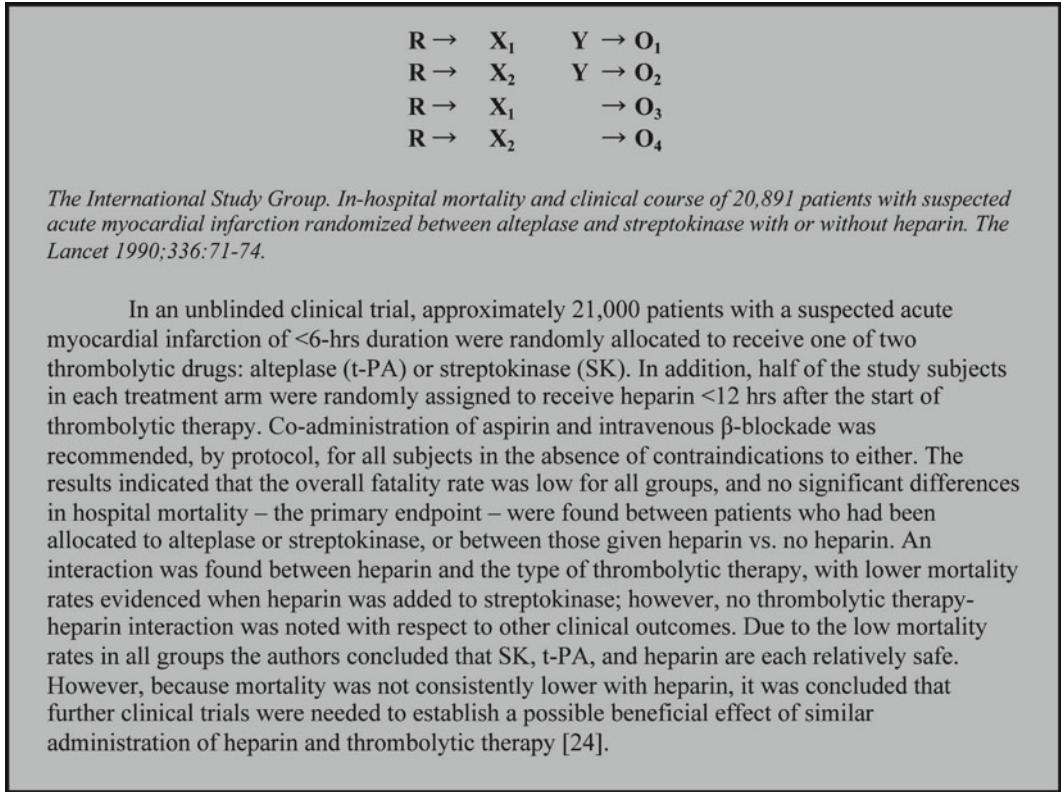 R → X₁ Y → O₁
R → X₂ Y → O₂
R → X₁ → O₃
R → X₂ → O₄
The International Study Group. In-hospital mortality and clinical course of 20,891 patients with suspected
acute myocardial infarction randomized between alteplase and streptokinase with or without heparin. The
Lancet 1990;336:71-74.
In an unblinded clinical trial, approximately 21,000 patients with a suspected acute
myocardial infarction of <6-hrs duration were randomly allocated to receive one of two
thrombolytic drugs: alteplase (t-PA) or streptokinase (SK). In addition, half of the study subjects
in each treatment arm were randomly assigned to receive heparin <12 hrs after the start of
thrombolytic therapy. Co-administration of aspirin and intravenous β-blockade was
recommended, by protocol, for all subjects in the absence of contraindications to either. The
results indicated that the overall fatality rate was low for all groups, and no significant differences
in hospital mortality – the primary endpoint – were found between patients who had been
allocated to alteplase or streptokinase, or between those given heparin vs. no heparin. An
interaction was found between heparin and the type of thrombolytic therapy, with lower mortality
rates evidenced when heparin was added to streptokinase; however, no thrombolytic therapy-
heparin interaction was noted with respect to other clinical outcomes. Due to the low mortality
rates in all groups the authors concluded that SK, t-PA, and heparin are each relatively safe.
However, because mortality was not consistently lower with heparin, it was concluded that
further clinical trials were needed to establish a possible beneficial effect of similar
administration of heparin and thrombolytic therapy [24].